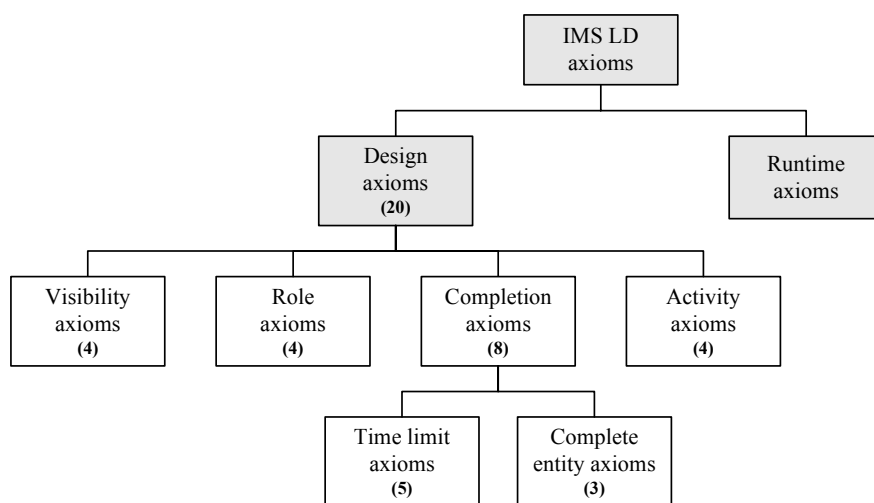 IMS LD
axioms
Design
axioms
(20)
Runtime
axioms
Visibility
axioms
(4)
Role
axioms
(4)
Completion
axioms
(8)
Activity
axioms
(4)
Time limit
axioms
(5)
Complete
entity axioms
(3)